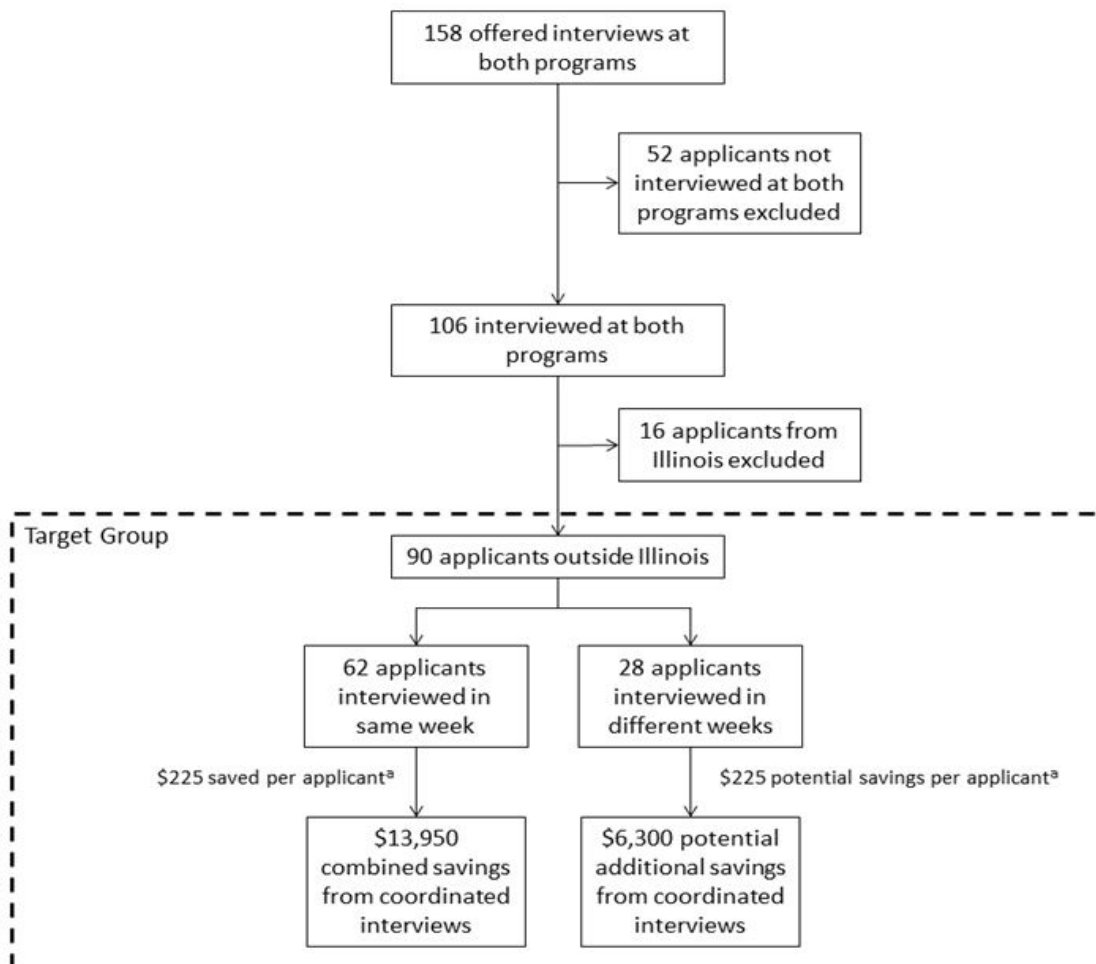 158 offered interviews at
both programs
52 applicants not
interviewed at both
programs excluded
106 interviewed at both
programs
16 applicants from
Illinois excluded
Target Group
90 applicants outside Illinois
62 applicants
interviewed in
same week
28 applicants
interviewed in
different weeks
$225 saved per applicantᵃ
$225 potential savings per applicantᵃ
$13,950
combined savings
from coordinated
interviews
$6,300 potential
additional savings
from coordinated
interviews